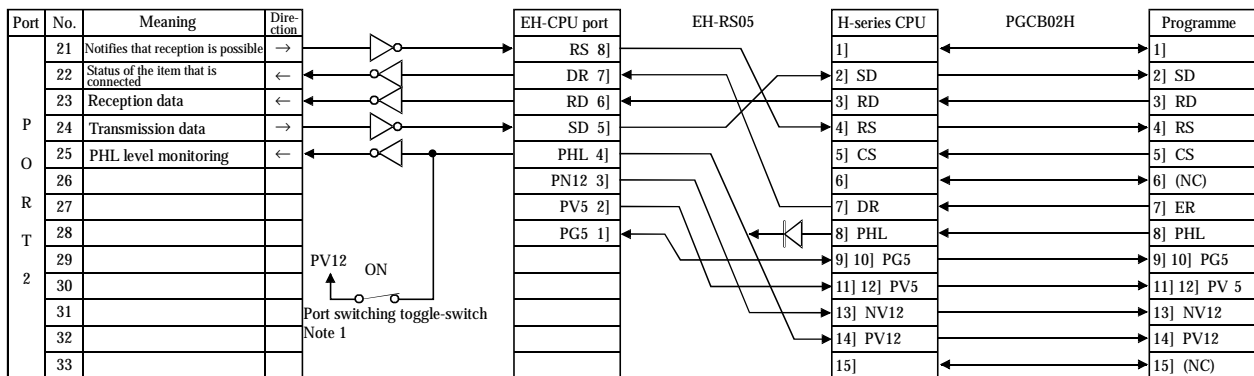 Port No. Meaning Dire-ction EH-CPU port EH-RS05 H-series CPU PGCB02H Programme
21 Notifies that reception is possible → RS 8] 1] 1]
22 Status of the item that is connected ← DR 7] 2] SD 2] SD
23 Reception data ← RD 6] 3] RD 3] RD
P 24 Transmission data → SD 5] 4] RS 4] RS
25 PHL level monitoring ← PHL 4] 5] CS 5] CS
O 26 PN12 3] 6] 6] (NC)
R 27 PV5 2] 7] DR 7] ER
T 28 PG5 1] 8] PHL 8] PHL
29 PV12 ON 9] 10] PG5 9] 10] PG5
2 30 11] 12] PV5 11] 12] PV 5
31 Port switching toggle-switch 13] NV12 13] NV12
32 Note 1 14] PV12 14] PV12
33 15] 15] (NC)